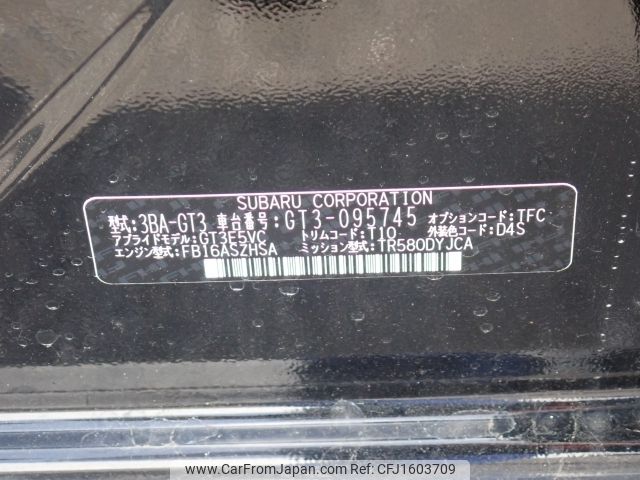 SUBARU CORPORATION
型式: 3BA-GT3 車台番号: GT3-095745 オプションコード: TFC
アプライドモデル: GT3E5VC トリムコード: T10 外装色コード: D4S
エンジン型式: FB16ASZHSA ミッション型式: TR580DYJCA
www.CarFromJapan.com | ID:CFJ1603709